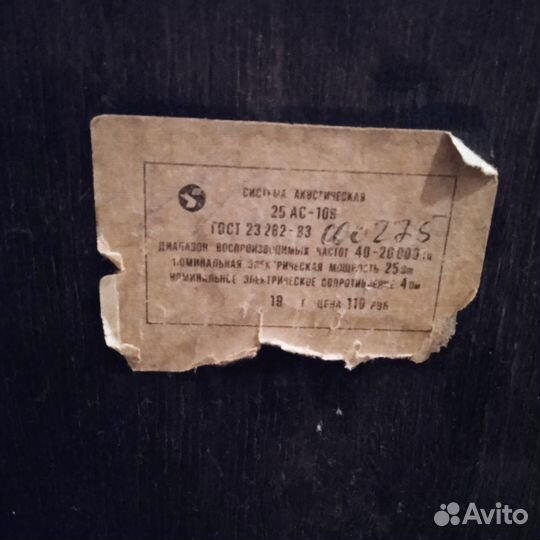 СИСТЕМА АКУСТИЧЕСКАЯ
25 АС-109
ГОСТ 23262-83 275
ДИАПАЗОН ВОСПРОИЗВОДИМЫХ ЧАСТОТ 40-20000 Гц
НОМИНАЛЬНАЯ ЭЛЕКТРИЧЕСКАЯ МОЩНОСТЬ 25 Вт
НОМИНАЛЬНОЕ ЭЛЕКТРИЧЕСКОЕ СОПРОТИВЛЕНИЕ 4 Ом
19 г. ЦЕНА 110 РУБ
Avito